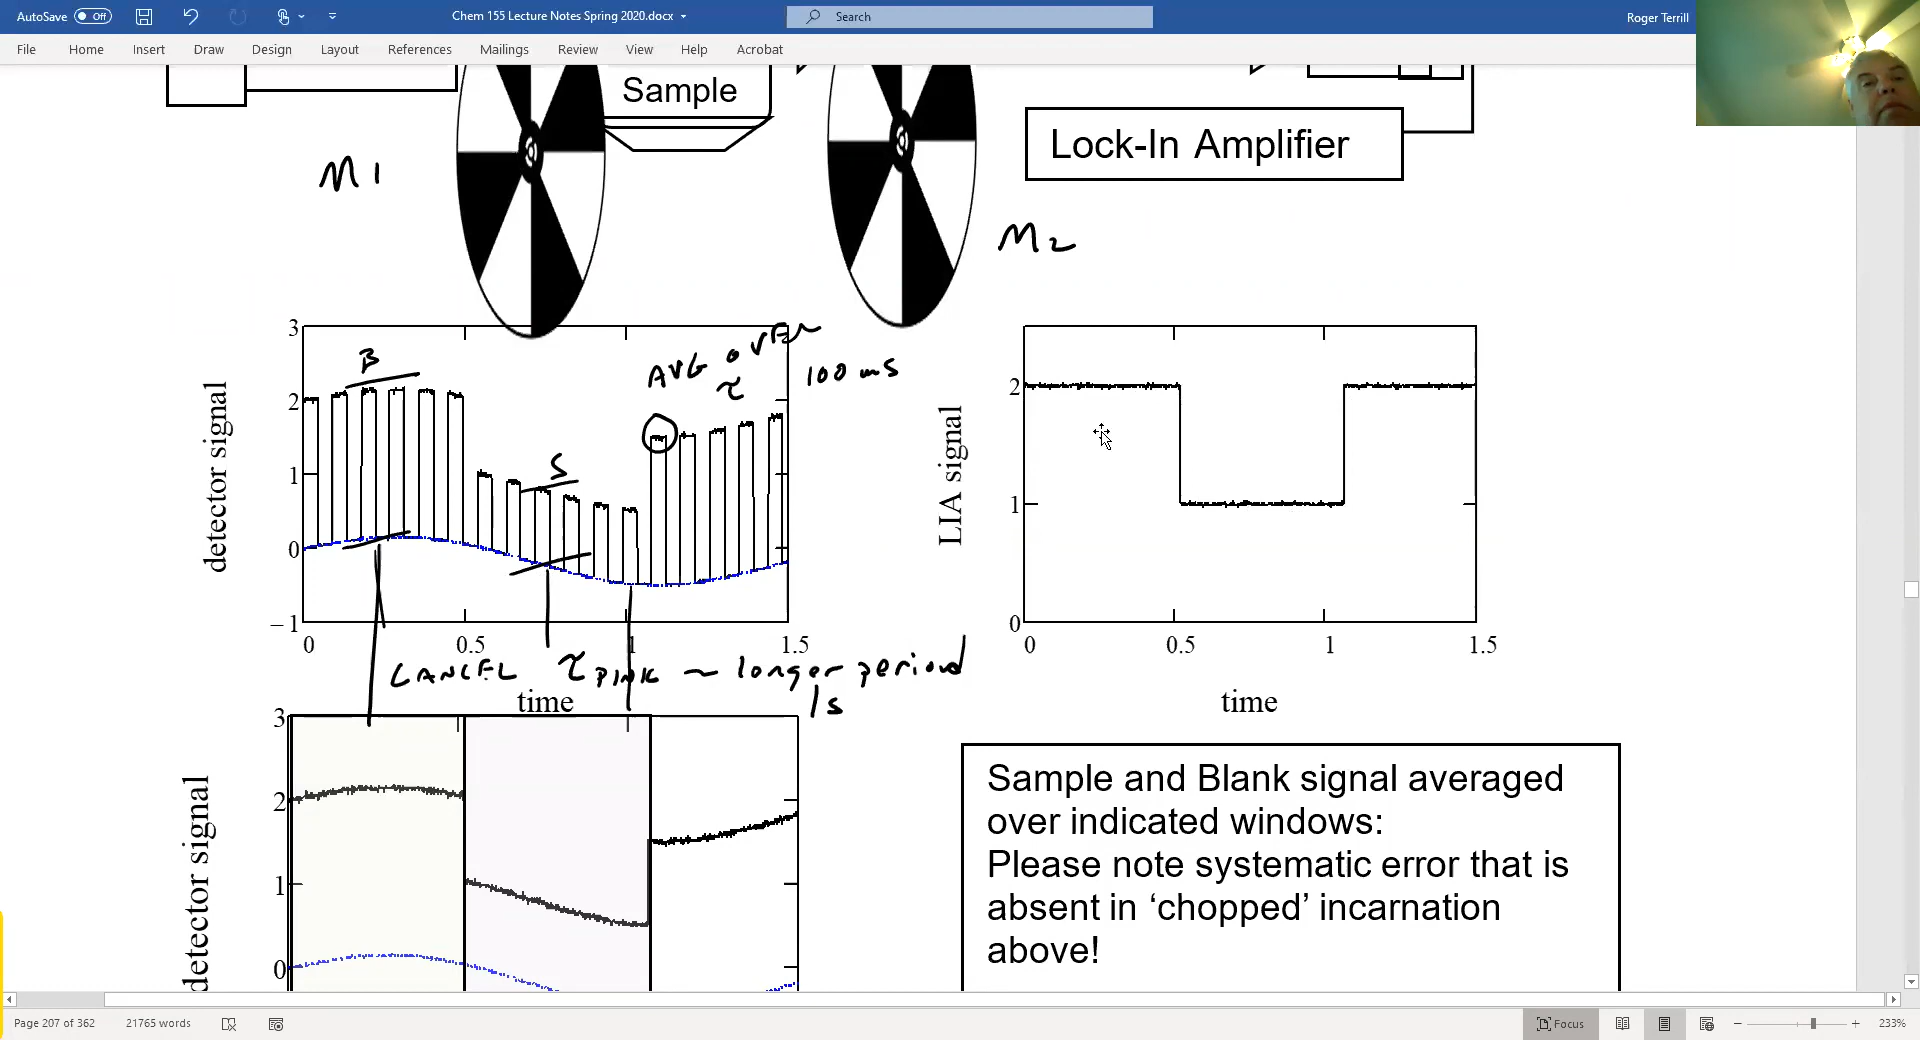 AutoSave Off
Chem 155 Lecture Notes Spring 2020.docx
Search
Roger Terrill
File Home Insert Draw Design Layout References Mailings Review View Help Acrobat
Sample
Lock-In Amplifier
M1
M2
3
2
1
0
−1
detector signal
B
S
AVG OVER
τ
100 ms
0 0.5 1 1.5
CANCEL τ PINK ~ longer period
1s
time
LIA signal
2
1
0
0 0.5 1 1.5
time
3
2
1
0
detector signal
Sample and Blank signal averaged
over indicated windows:
Please note systematic error that is
absent in ‘chopped’ incarnation
above!
Page 207 of 362 21765 words
Focus
233%